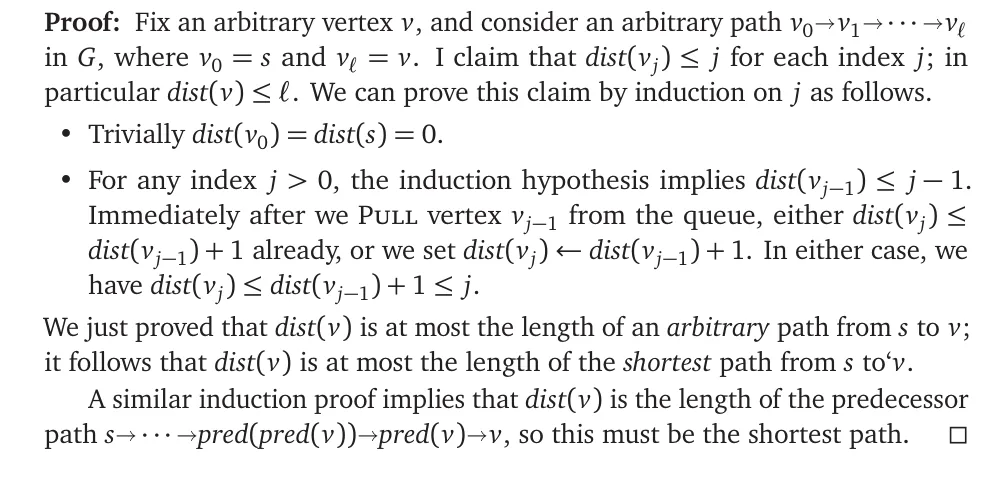 Proof: Fix an arbitrary vertex v, and consider an arbitrary path v₀→v₁→···→vℓ
in G, where v₀ = s and vℓ = v. I claim that dist(vⱼ) ≤ j for each index j; in
particular dist(v) ≤ ℓ. We can prove this claim by induction on j as follows.
• Trivially dist(v₀) = dist(s) = 0.
• For any index j > 0, the induction hypothesis implies dist(vⱼ₋₁) ≤ j − 1.
Immediately after we PULL vertex vⱼ₋₁ from the queue, either dist(vⱼ) ≤
dist(vⱼ₋₁) + 1 already, or we set dist(vⱼ) ← dist(vⱼ₋₁) + 1. In either case, we
have dist(vⱼ) ≤ dist(vⱼ₋₁) + 1 ≤ j.
We just proved that dist(v) is at most the length of an arbitrary path from s to v;
it follows that dist(v) is at most the length of the shortest path from s to‘v.
A similar induction proof implies that dist(v) is the length of the predecessor
path s→···→pred(pred(v))→pred(v)→v, so this must be the shortest path. □